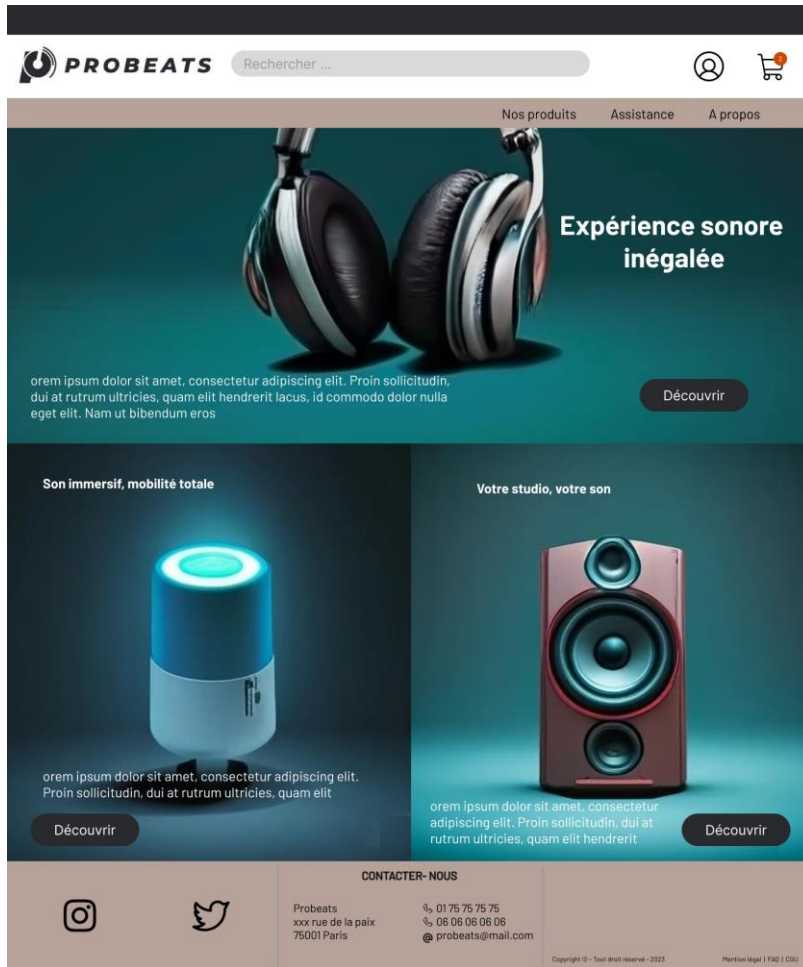 PROBEATS
Rechercher ...
2
Nos produits Assistance A propos
Expérience sonore
inégalée
orem ipsum dolor sit amet, consectetur adipiscing elit. Proin sollicitudin,
dui at rutrum ultricies, quam elit hendrerit lacus, id commodo dolor nulla
eget elit. Nam ut bibendum eros
Découvrir
Son immersif, mobilité totale
orem ipsum dolor sit amet, consectetur adipiscing elit.
Proin sollicitudin, dui at rutrum ultricies, quam elit
Découvrir
Votre studio, votre son
orem ipsum dolor sit amet, consectetur
adipiscing elit. Proin sollicitudin, dui at
rutrum ultricies, quam elit hendrerit
Découvrir
CONTACTER- NOUS
Probeats
xxx rue de la paix
75001 Paris
01 75 75 75 75
06 06 06 06 06
@ probeats@mail.com
Copyright © - Tout droit réservé - 2023
Mention légal | FAQ | CGU